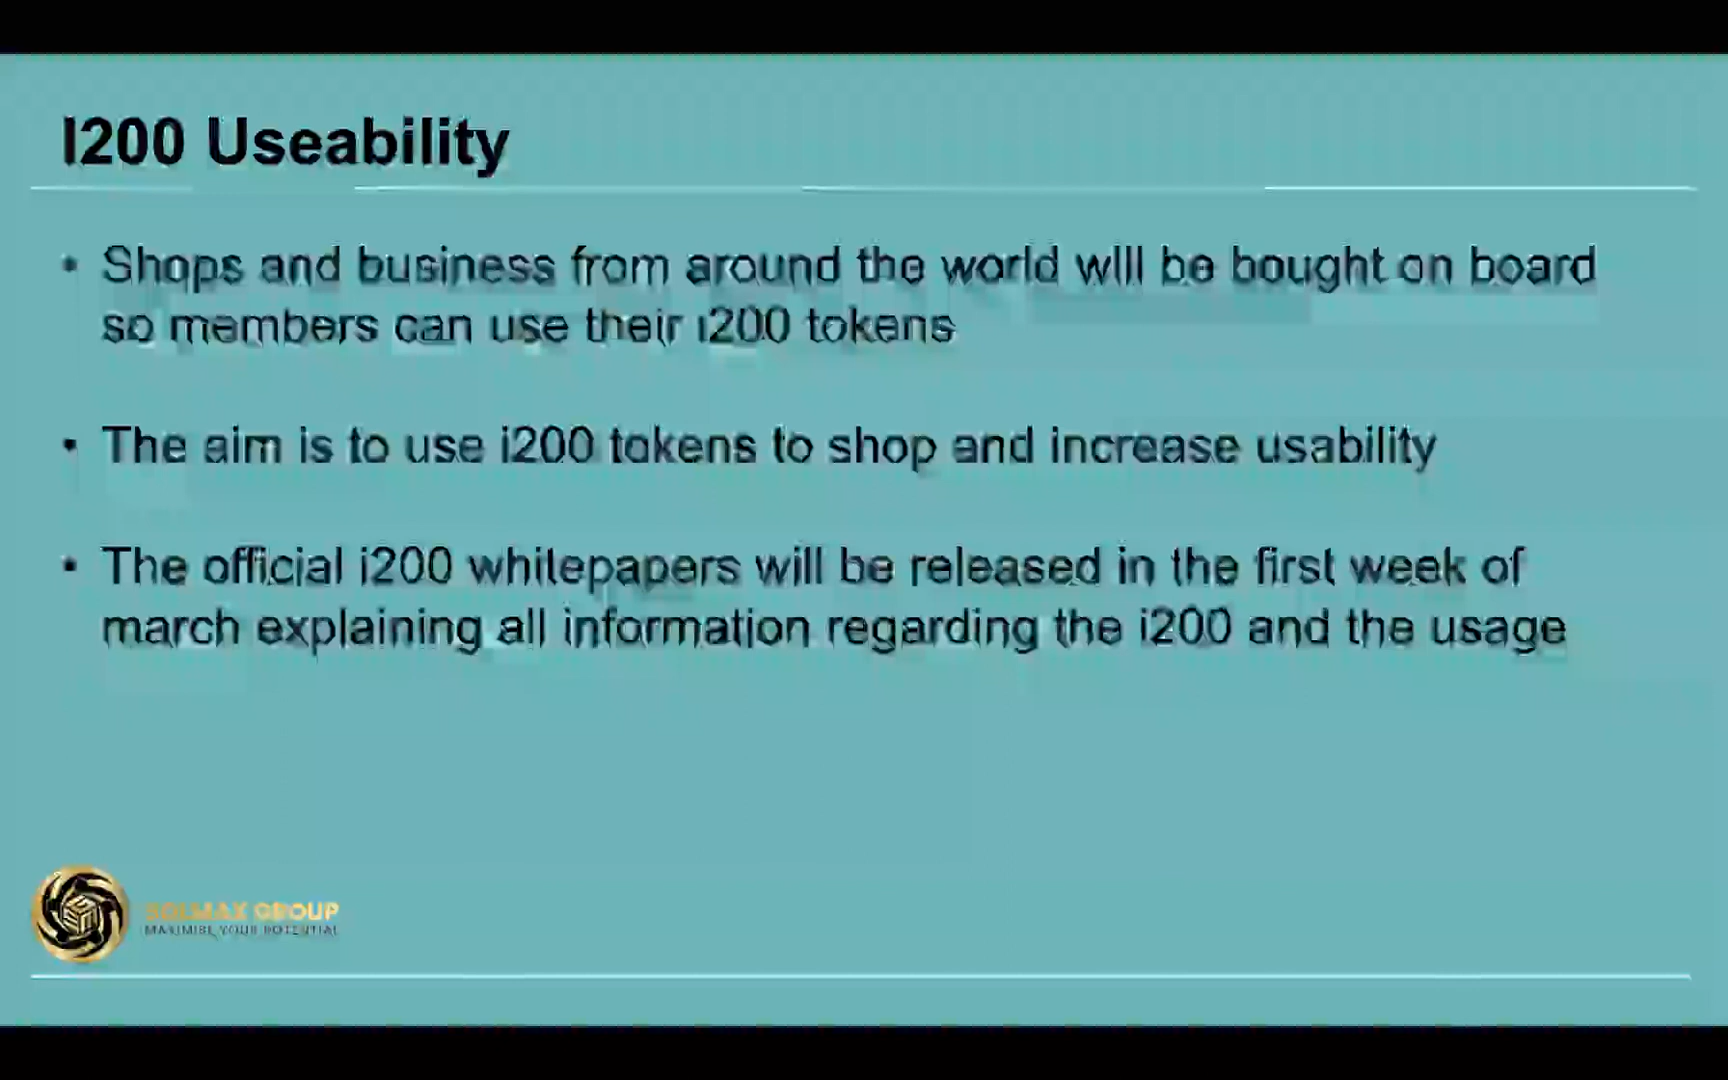 I200 Useability
• Shops and business from around the world will be bought on board
so members can use their i200 tokens
• The aim is to use i200 tokens to shop and increase usability
• The official i200 whitepapers will be released in the first week of
march explaining all information regarding the i200 and the usage
SOLMAX GROUP
MAXIMISE YOUR POTENTIAL